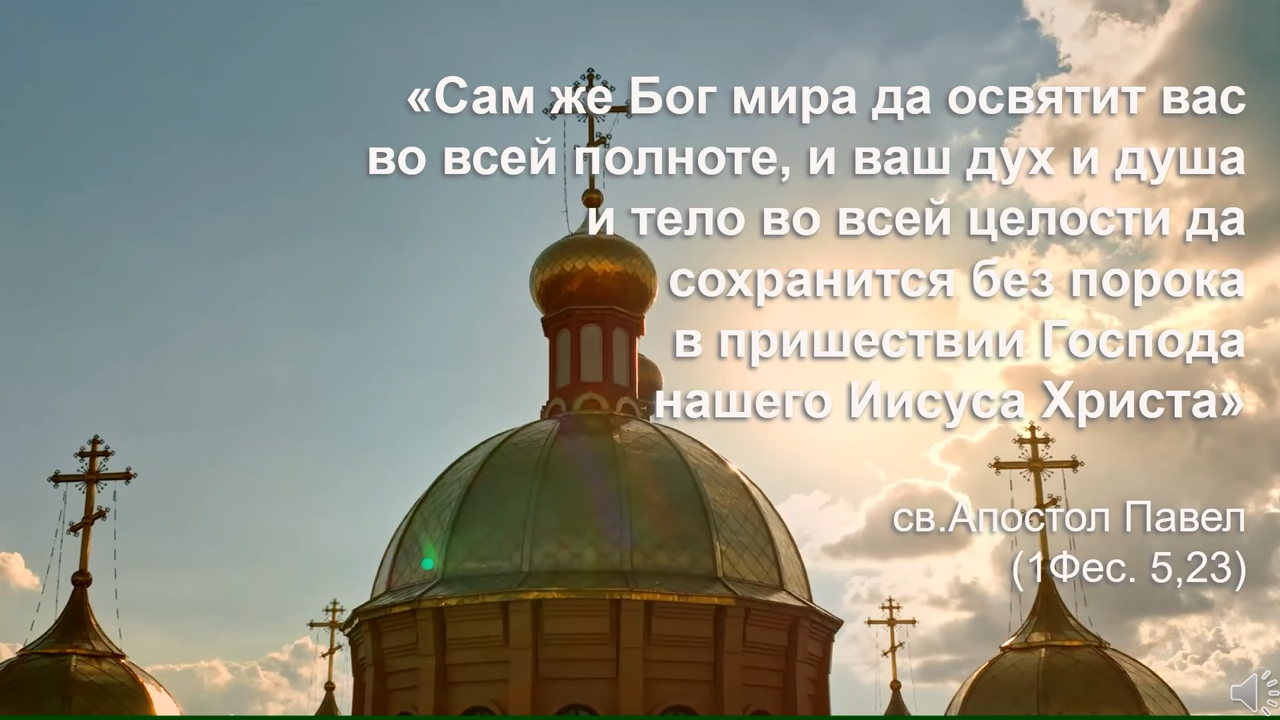 «Сам же Бог мира да освятит вас
во всей полноте, и ваш дух и душа
и тело во всей целости да
сохранится без порока
в пришествии Господа
нашего Иисуса Христа»
св.Апостол Павел
(1Фес. 5,23)